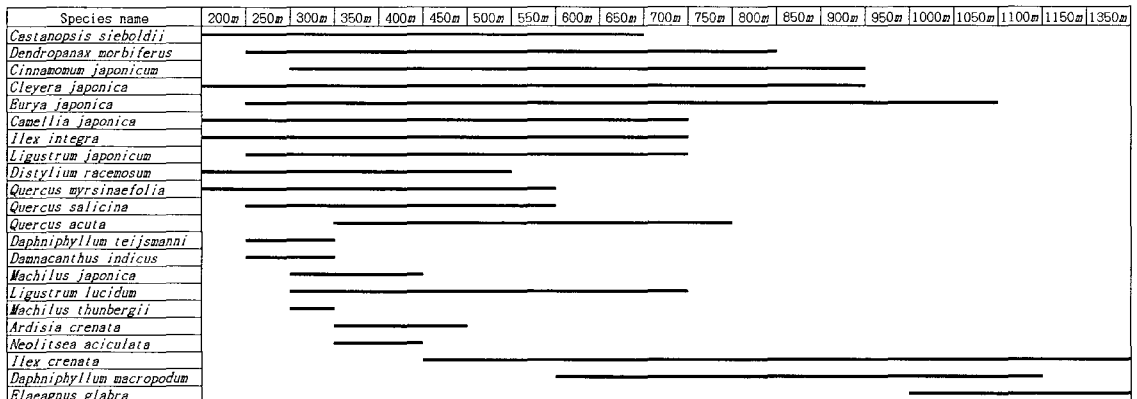 Species name 200m 250m 300m 350m 400m 450m 500m 550m 600m 650m 700m 750m 800m 850m 900m 950m 1000m 1050m 1100m 1150m 1350m
Castanopsis sieboldii
Dendropanax morbiferus
Cinnamomum japonicum
Cleyera japonica
Eurya japonica
Camellia japonica
Ilex integra
Ligustrum japonicum
Distylium racemosum
Quercus myrsinaefolia
Quercus salicina
Quercus acuta
Daphniphyllum teijsmanni
Damnacanthus indicus
Machilus japonica
Ligustrum lucidum
Machilus thunbergii
Ardisia crenata
Neolitsea aciculata
Ilex crenata
Daphniphyllum macropodum
Elaeagnus glabra